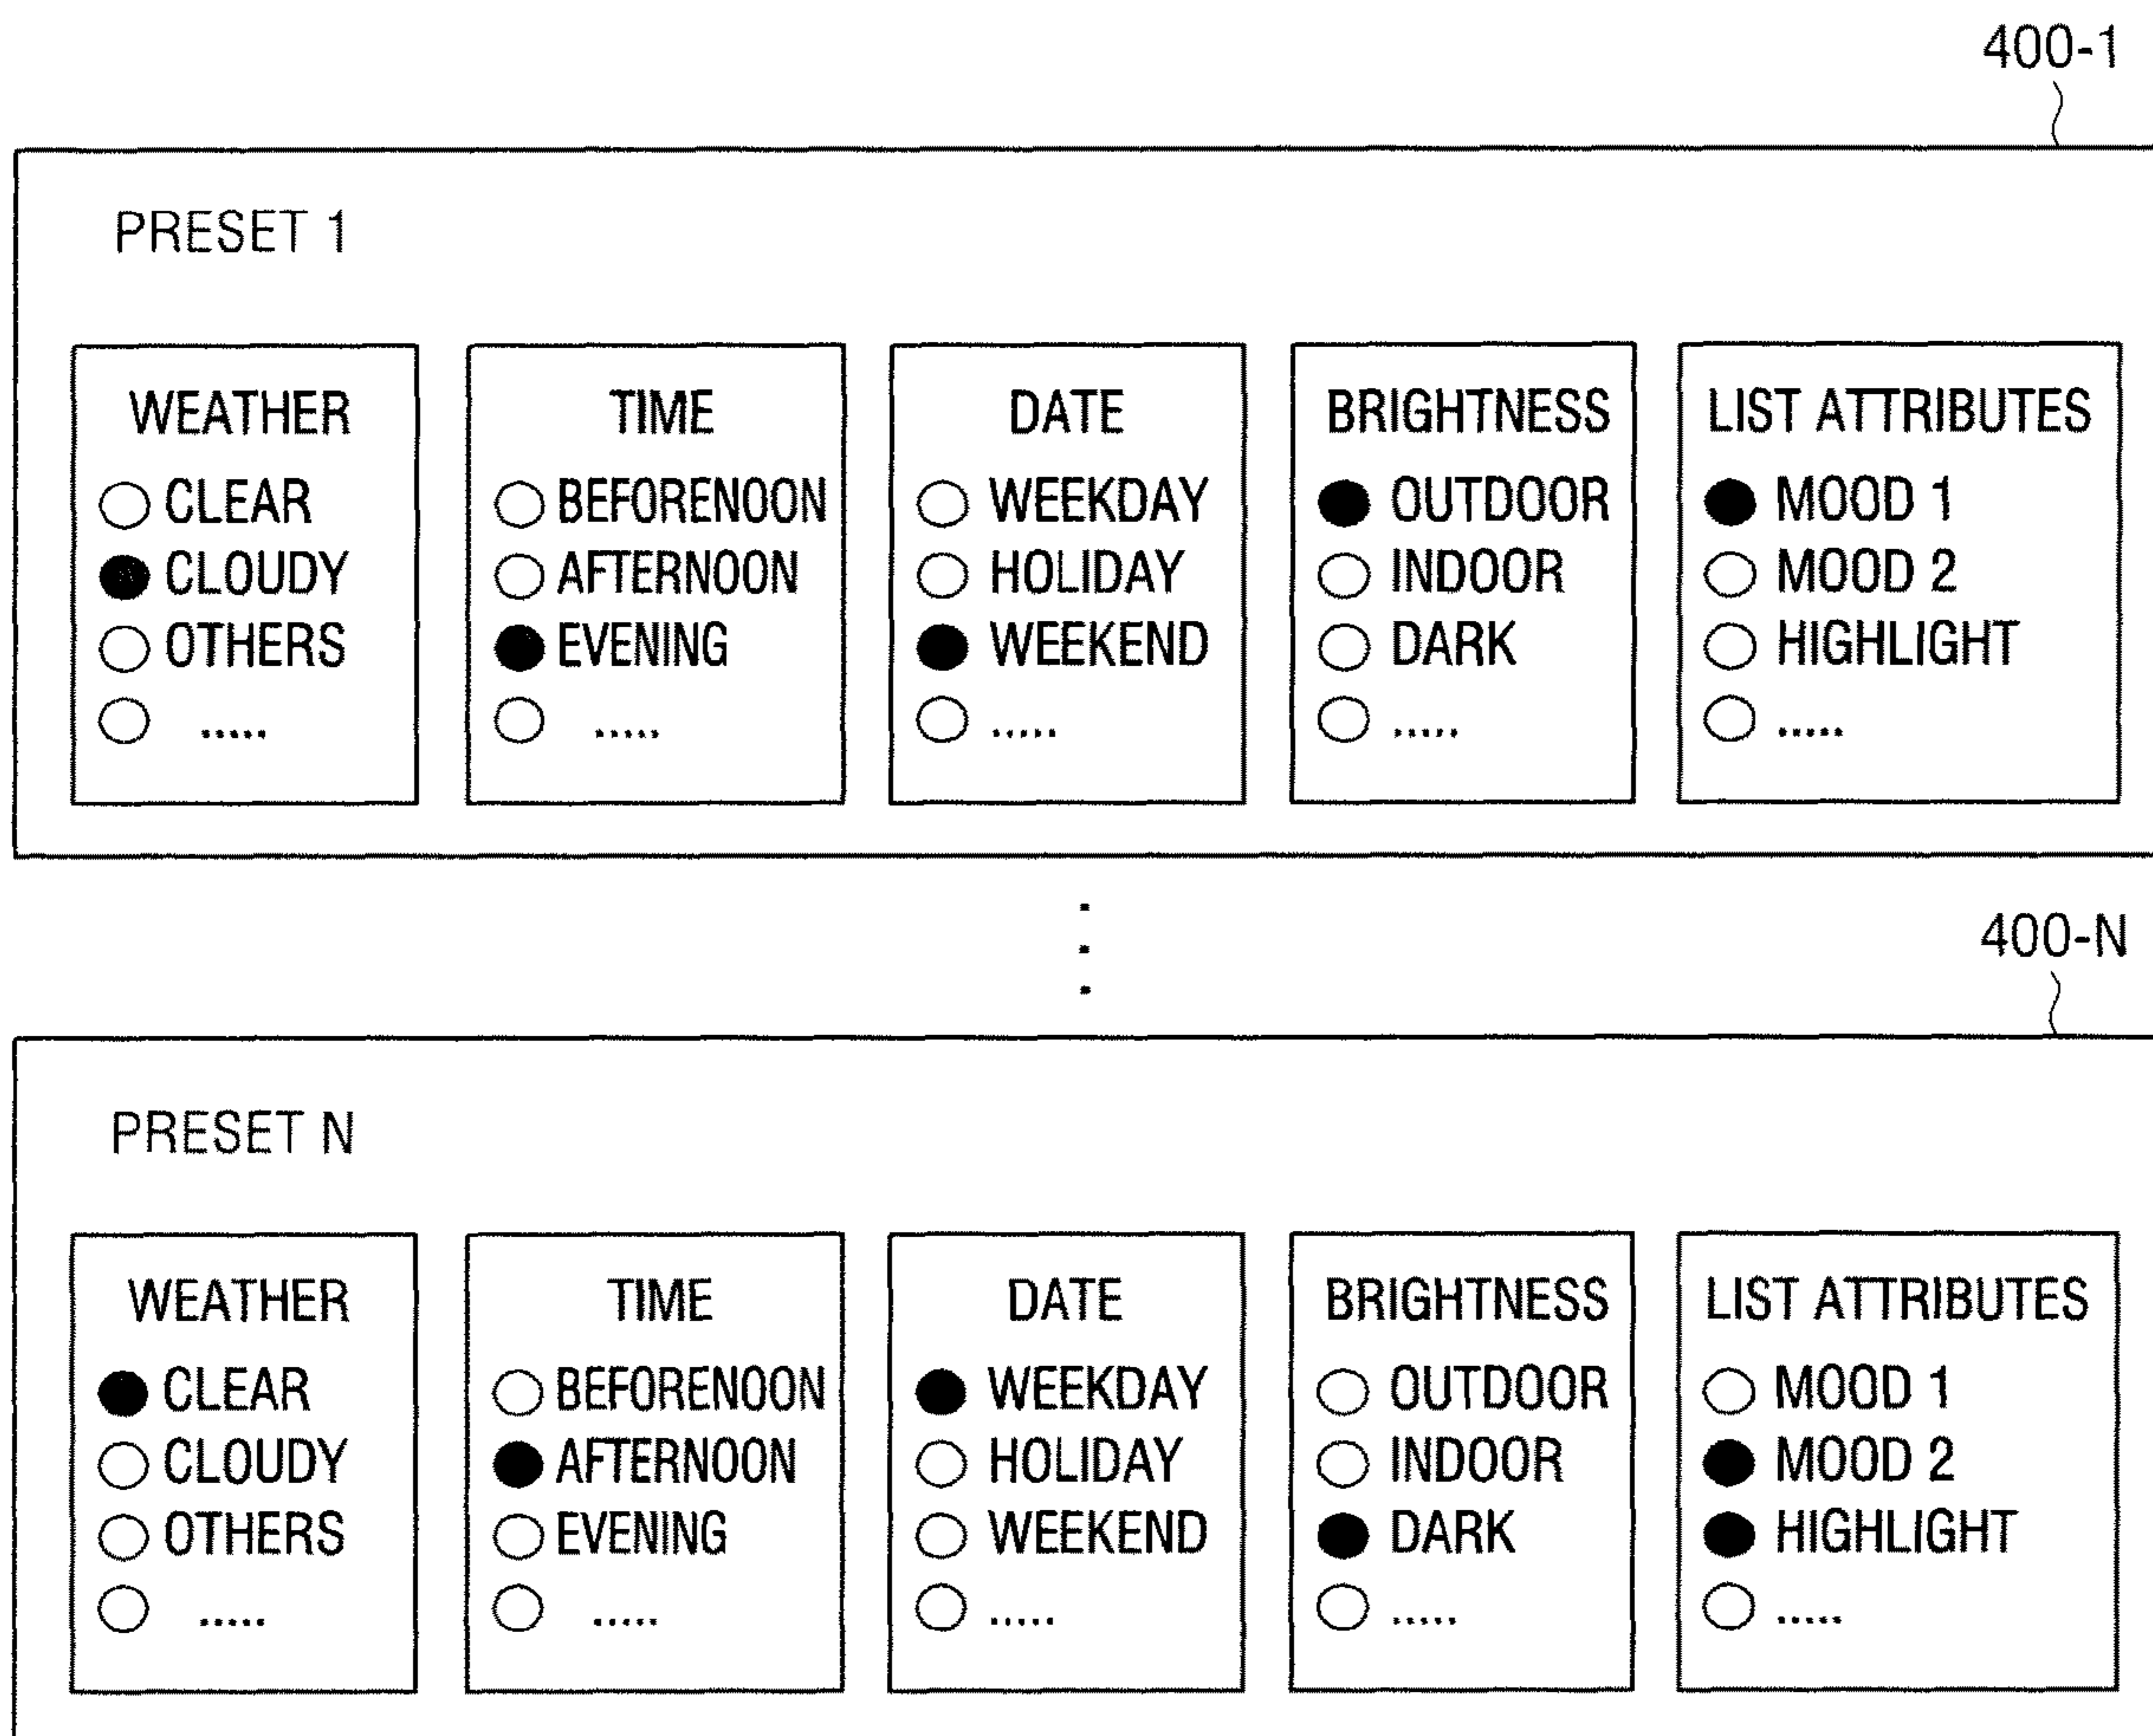 400-1
PRESET 1
WEATHER TIME DATE BRIGHTNESS LIST ATTRIBUTES
CLEAR BEFORENOON WEEKDAY OUTDOOR MOOD 1
CLOUDY AFTERNOON HOLIDAY INDOOR MOOD 2
OTHERS EVENING WEEKEND DARK HIGHLIGHT
..... ..... ..... ..... .....
400-N
PRESET N
WEATHER TIME DATE BRIGHTNESS LIST ATTRIBUTES
CLEAR BEFORENOON WEEKDAY OUTDOOR MOOD 1
CLOUDY AFTERNOON HOLIDAY INDOOR MOOD 2
OTHERS EVENING WEEKEND DARK HIGHLIGHT
..... ..... ..... ..... .....